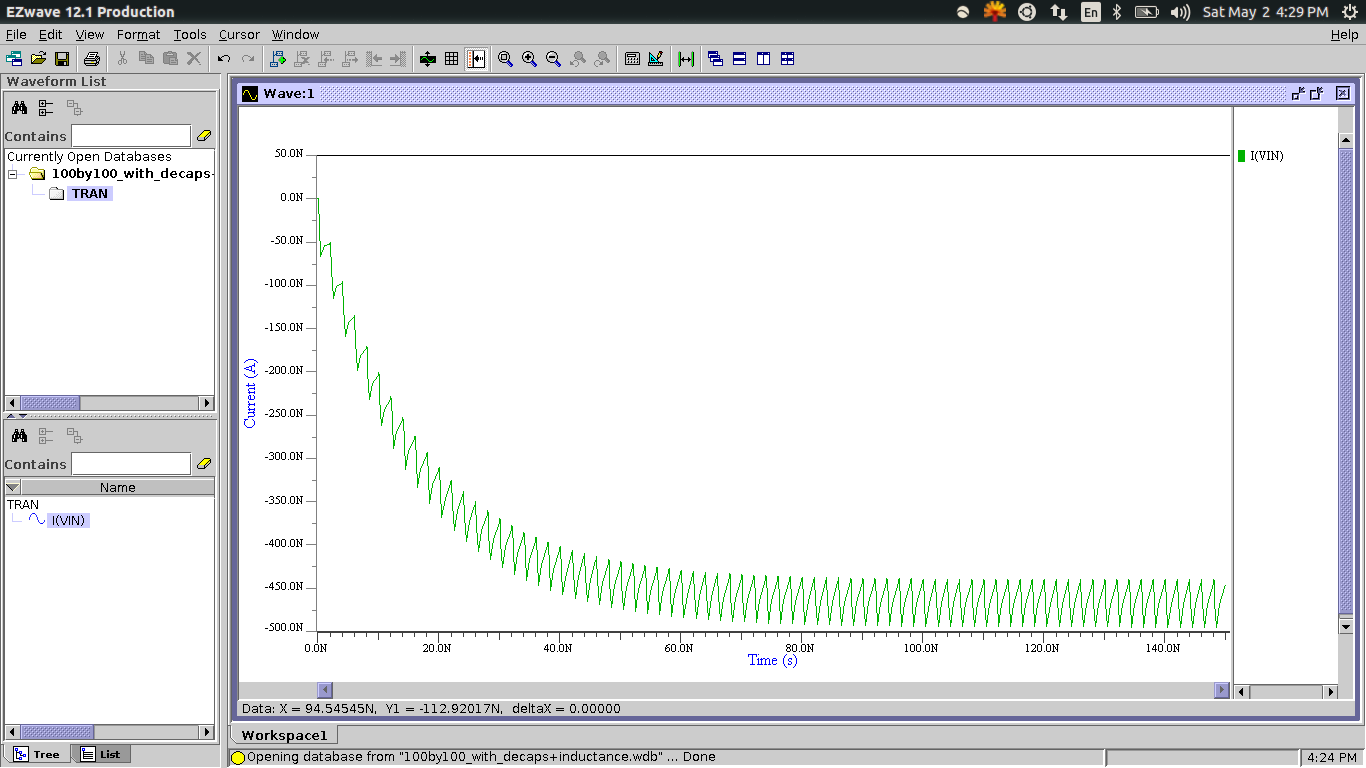 EZwave 12.1 Production
En
Sat May 2 4:29 PM
File Edit View Format Tools Cursor Window Help
Waveform List
Contains
Currently Open Databases
100by100_with_decaps-
TRAN
Contains
Name
TRAN
I(VIN)
Tree List
Wave:1
I(VIN)
50.0N
0.0N
-50.0N
-100.0N
-150.0N
-200.0N
-250.0N
-300.0N
-350.0N
-400.0N
-450.0N
-500.0N
Current (A)
0.0N 20.0N 40.0N 60.0N 80.0N 100.0N 120.0N 140.0N
Time (s)
Data: X = 94.54545N, Y1 = -112.92017N, deltaX = 0.00000
Workspace1
Opening database from "100by100_with_decaps+inductance.wdb" ... Done
4:24 PM